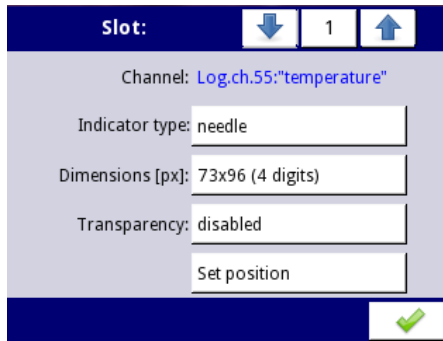 Slot: 1
Channel: Log.ch.55:"temperature"
Indicator type: needle
Dimensions [px]: 73x96 (4 digits)
Transparency: disabled
Set position